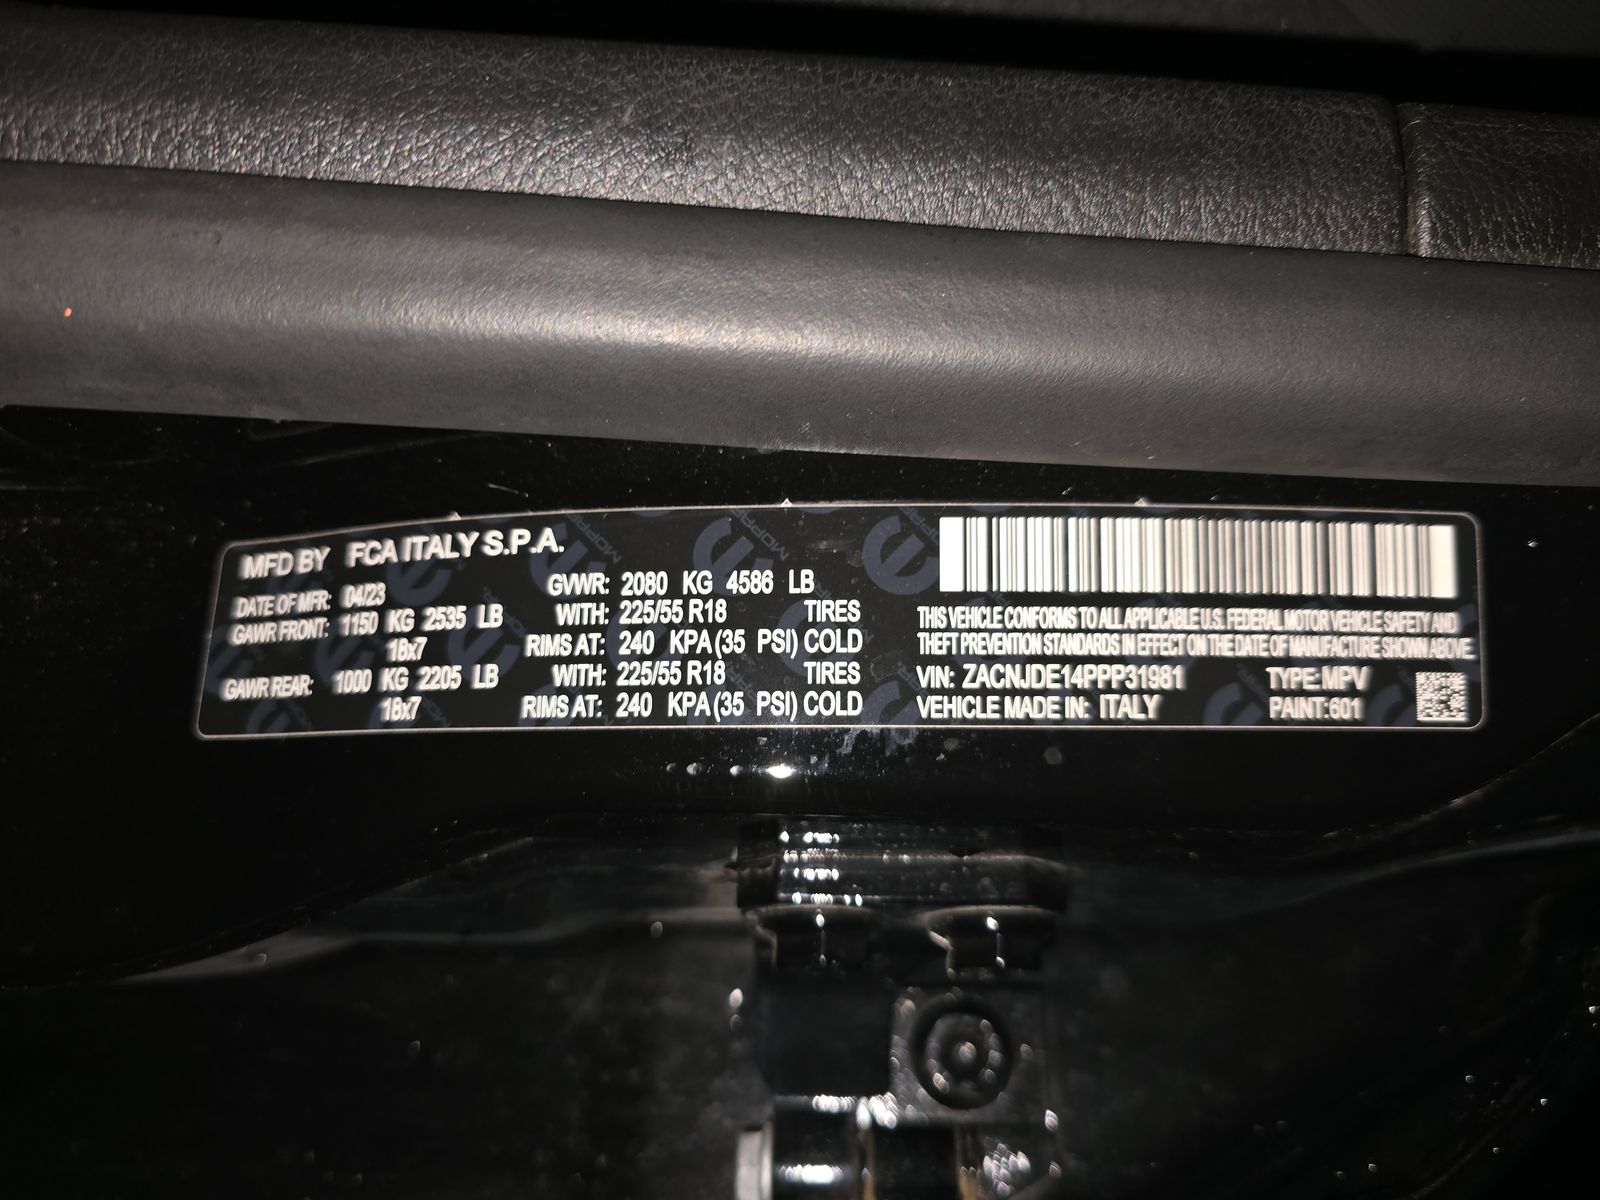 MFD BY FCA ITALY S.P.A.
DATE OF MFR: 04/23 GVWR: 2080 KG 4586 LB
GAWR FRONT: 1150 KG 2535 LB WITH: 225/55 R18 TIRES
18x7 RIMS AT: 240 KPA (35 PSI) COLD
GAWR REAR: 1000 KG 2205 LB WITH: 225/55 R18 TIRES
18x7 RIMS AT: 240 KPA (35 PSI) COLD
THIS VEHICLE CONFORMS TO ALL APPLICABLE U.S. FEDERAL MOTOR VEHICLE SAFETY AND
THEFT PREVENTION STANDARDS IN EFFECT ON THE DATE OF MANUFACTURE SHOWN ABOVE.
VIN: ZACNJDE14PPP31981 TYPE: MPV
VEHICLE MADE IN: ITALY PAINT: 601
MOPAR
MOPAR
MOPAR